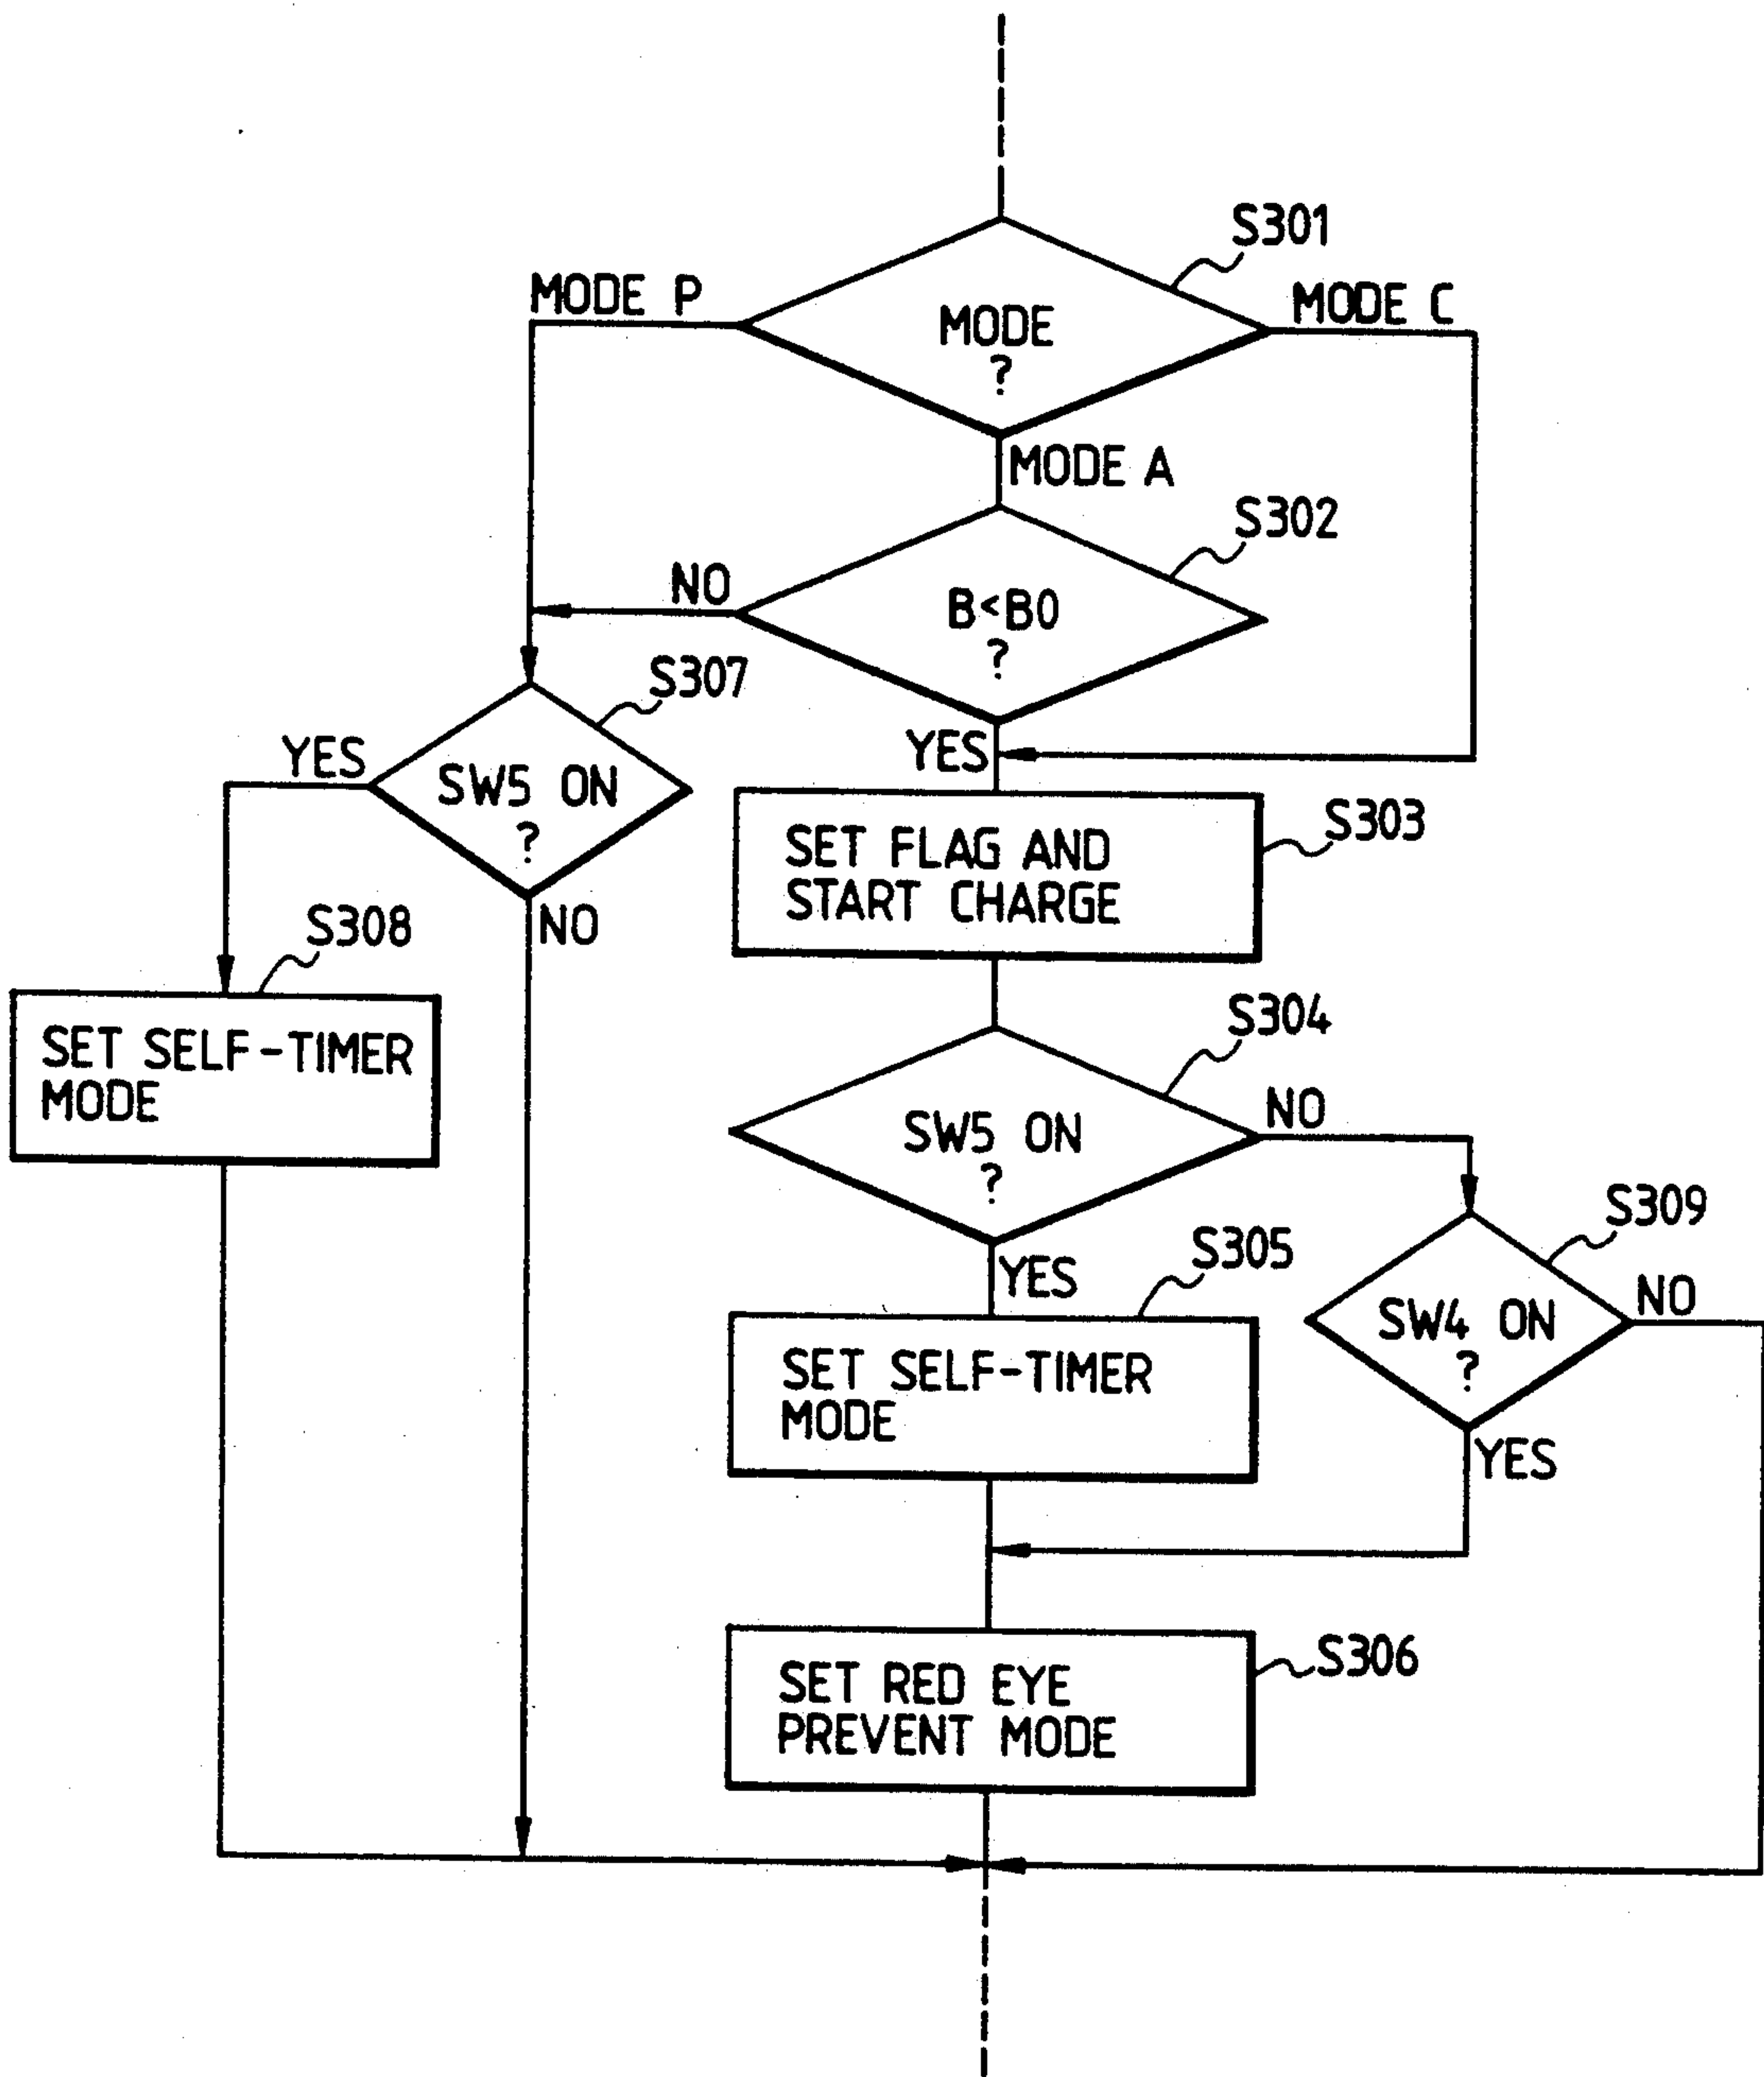 S301
MODE P
MODE
?
MODE C
MODE A
S302
NO
B<B0
?
S307
YES
YES
SW5 ON
?
S303
SET FLAG AND
START CHARGE
NO
S308
SET SELF-TIMER
MODE
S304
SW5 ON
?
NO
S309
S305
YES
SW4 ON
?
NO
SET SELF-TIMER
MODE
YES
S306
SET RED EYE
PREVENT MODE